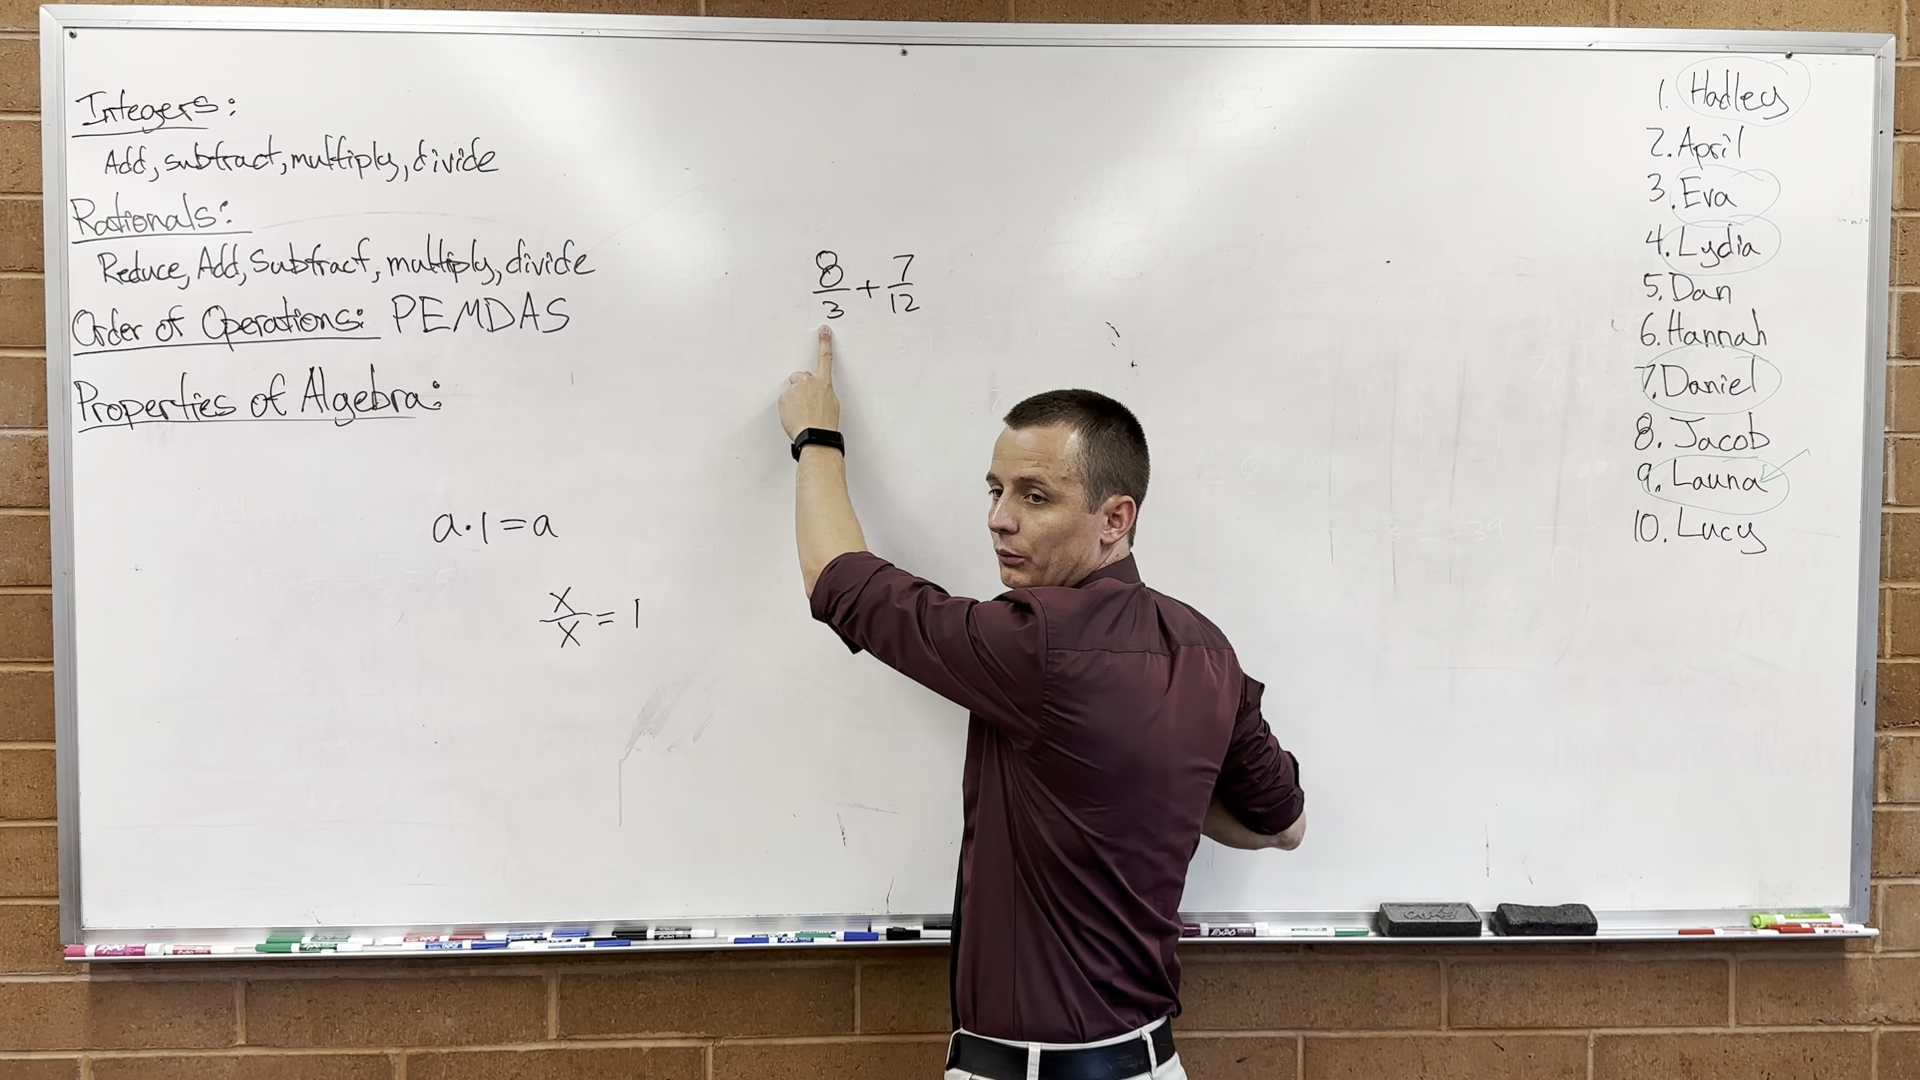 Integers:
Add, subtract, multiply, divide
Rationals:
Reduce, Add, Subtract, multiply, divide
Order of Operations: PEMDAS
Properties of Algebra:
a·1=a
x/x = 1
8/3 + 7/12
1. Hadley
2. April
3. Eva
4. Lydia
5. Dan
6. Hannah
7. Daniel
8. Jacob
9. Launa
10. Lucy